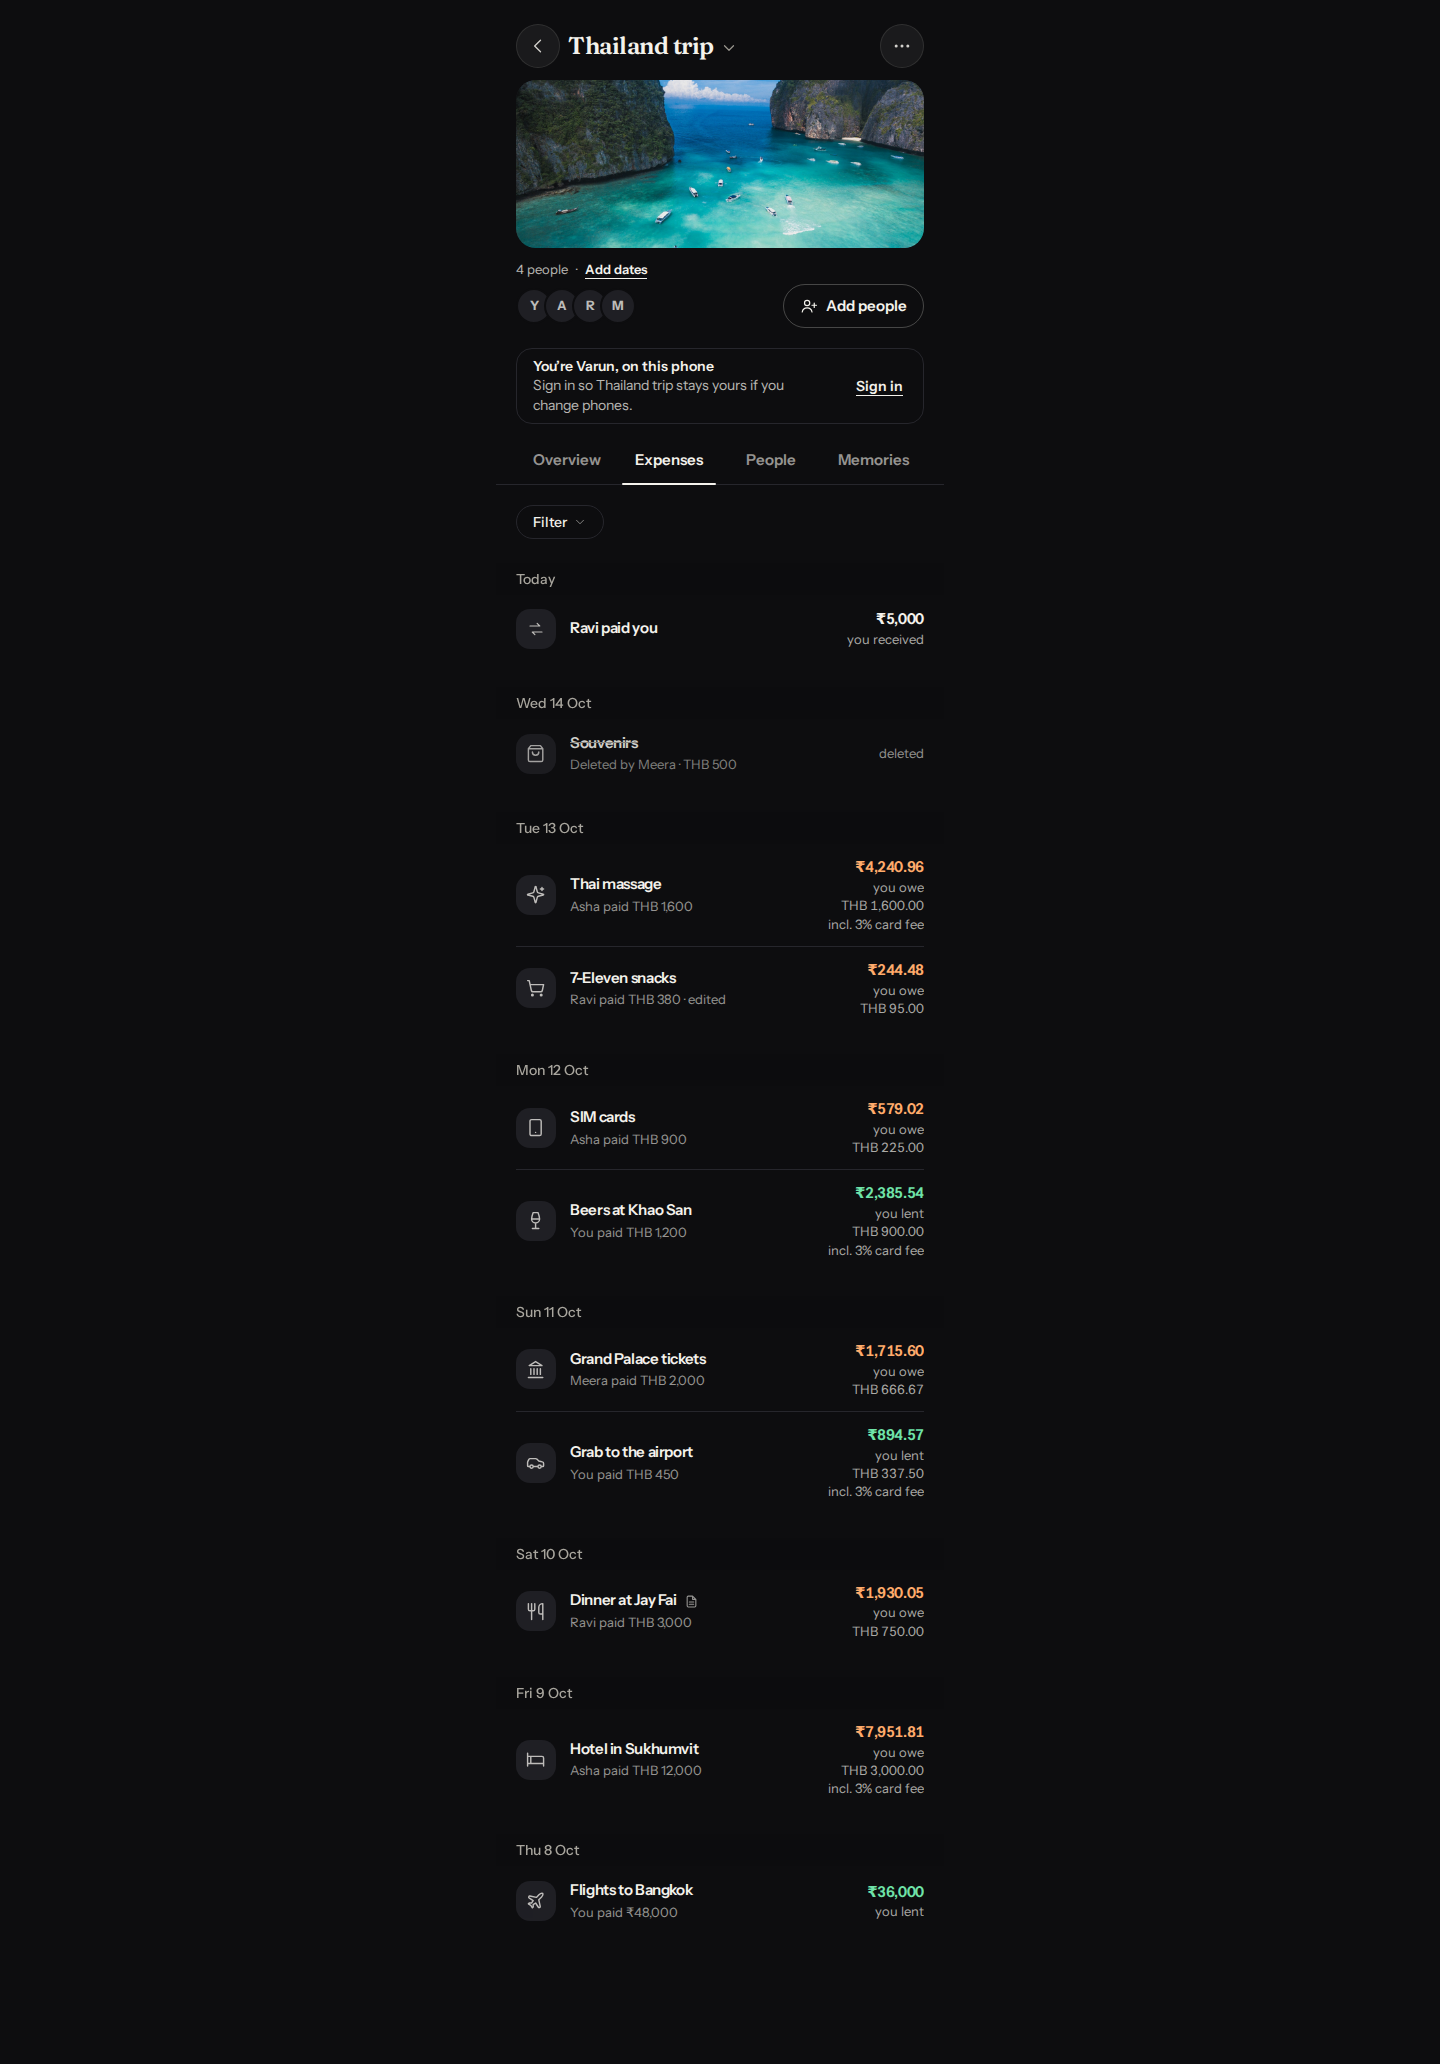 Thailand trip
4 people · Add dates
Y A R M
Add people
You're Varun, on this phone
Sign in so Thailand trip stays yours if you
change phones.
Sign in
Overview Expenses People Memories
Filter
Today
Ravi paid you
₹5,000
you received
Wed 14 Oct
Souvenirs
Deleted by Meera · THB 500
deleted
Tue 13 Oct
Thai massage
Asha paid THB 1,600
₹4,240.96
you owe
THB 1,600.00
incl. 3% card fee
7-Eleven snacks
Ravi paid THB 380 · edited
₹244.48
you owe
THB 95.00
Mon 12 Oct
SIM cards
Asha paid THB 900
₹579.02
you owe
THB 225.00
Beers at Khao San
You paid THB 1,200
₹2,385.54
you lent
THB 900.00
incl. 3% card fee
Sun 11 Oct
Grand Palace tickets
Meera paid THB 2,000
₹1,715.60
you owe
THB 666.67
Grab to the airport
You paid THB 450
₹894.57
you lent
THB 337.50
incl. 3% card fee
Sat 10 Oct
Dinner at Jay Fai
Ravi paid THB 3,000
₹1,930.05
you owe
THB 750.00
Fri 9 Oct
Hotel in Sukhumvit
Asha paid THB 12,000
₹7,951.81
you owe
THB 3,000.00
incl. 3% card fee
Thu 8 Oct
Flights to Bangkok
You paid ₹48,000
₹36,000
you lent